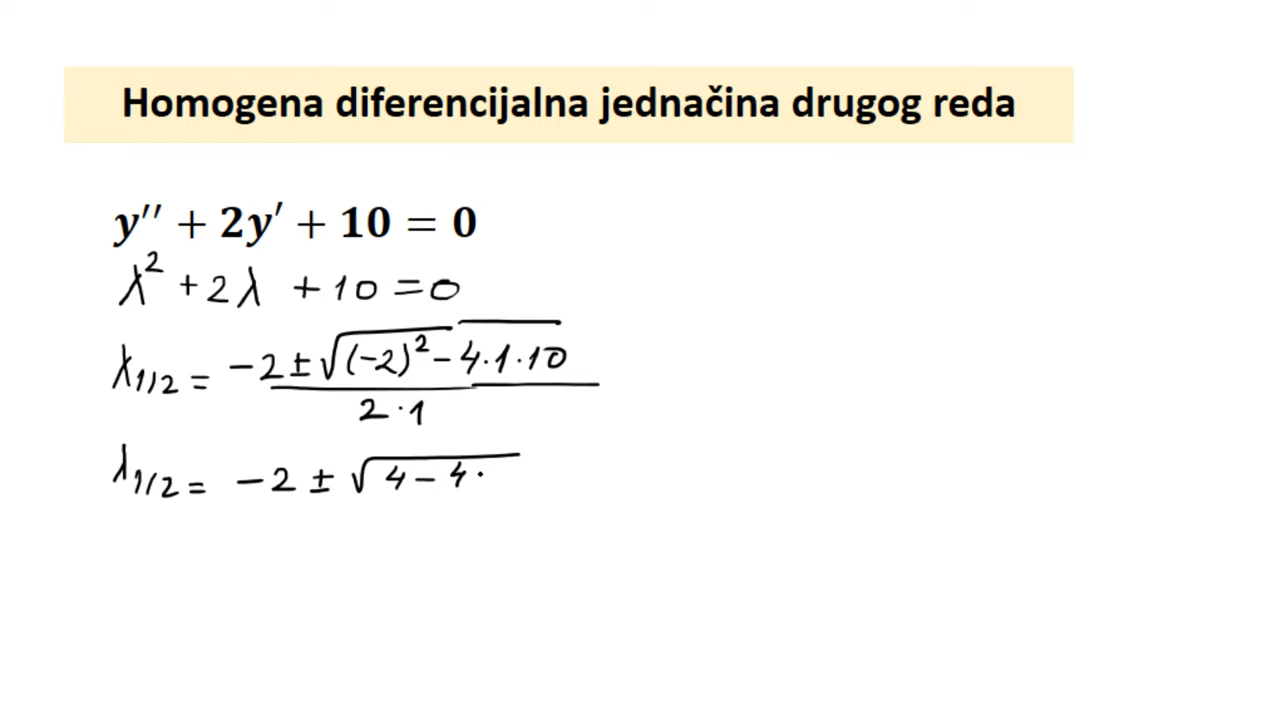 Homogena diferencijalna jednačina drugog reda
y′′ + 2y′ + 10 = 0
λ² + 2λ + 10 = 0
λ1/2 = -2 ± √(-2)² - 4·1·10
2·1
λ1/2 = -2 ± √4 - 4·